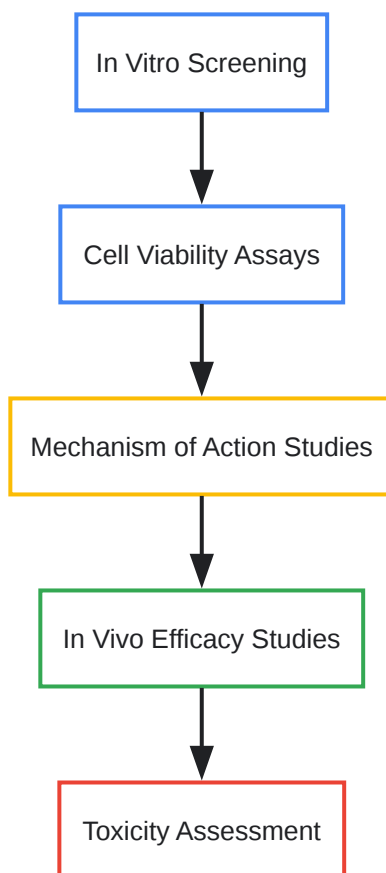 In Vitro Screening
Cell Viability Assays
Mechanism of Action Studies
In Vivo Efficacy Studies
Toxicity Assessment